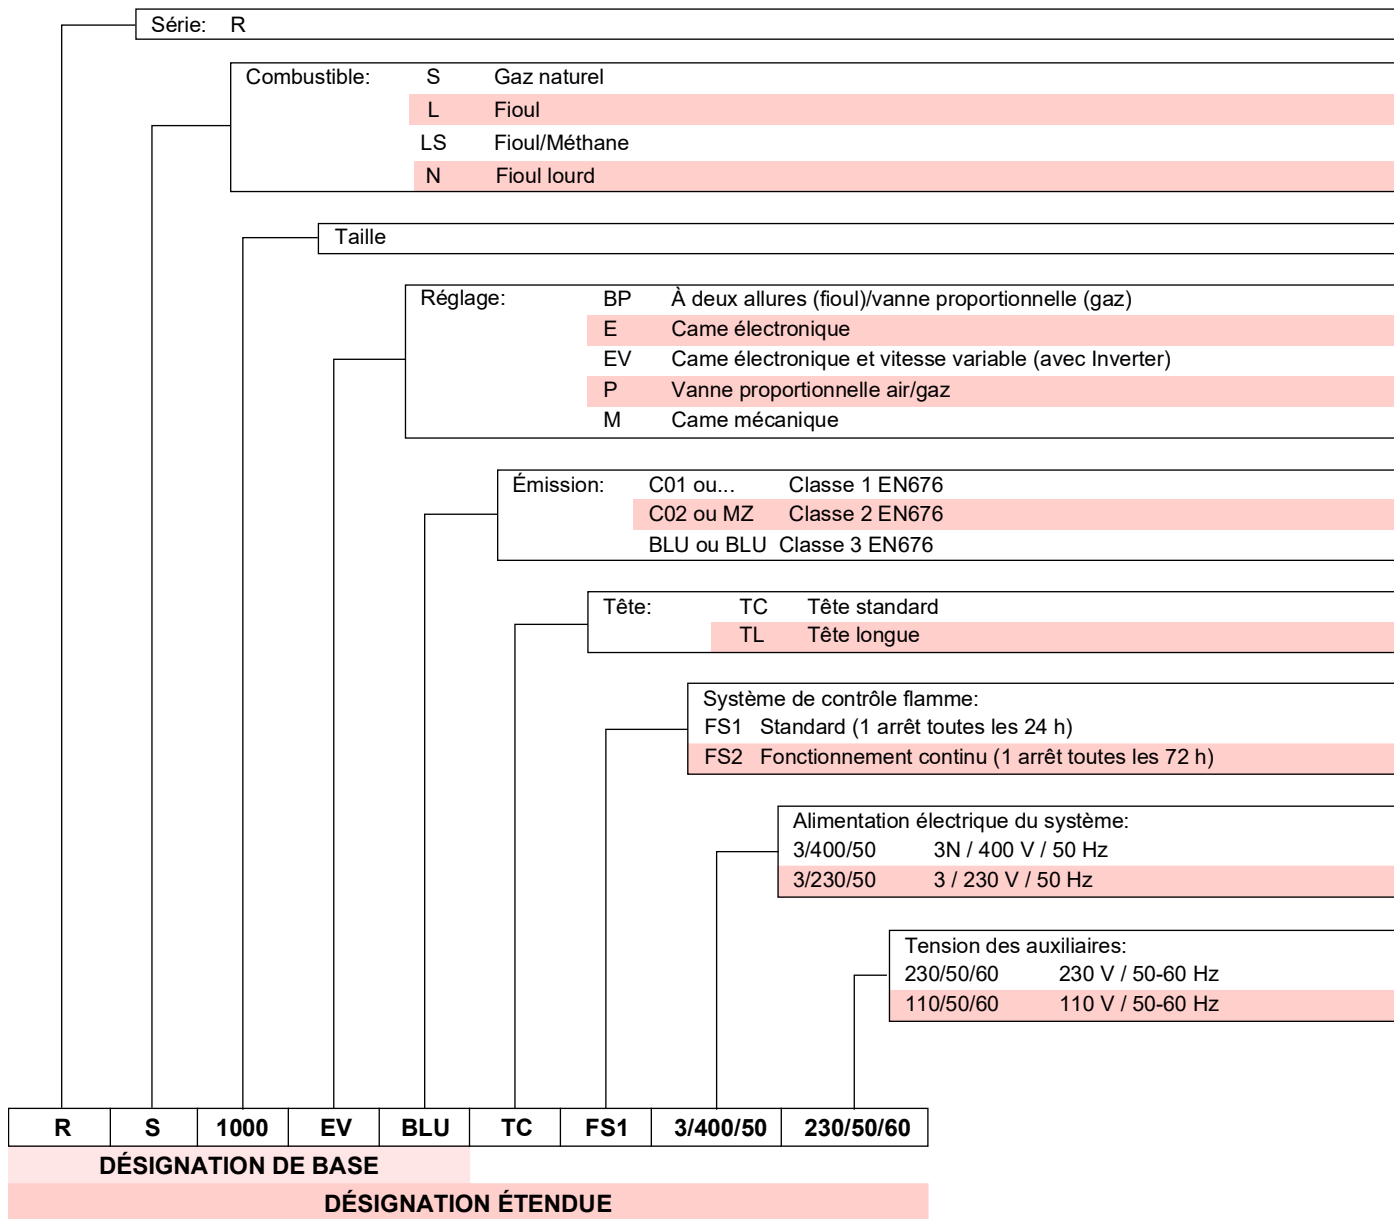 Série: R
Combustible: S Gaz naturel
L Fioul
LS Fioul/Méthane
N Fioul lourd
Taille
Réglage: BP À deux allures (fioul)/vanne proportionnelle (gaz)
E Came électronique
EV Came électronique et vitesse variable (avec Inverter)
P Vanne proportionnelle air/gaz
M Came mécanique
Émission: C01 ou... Classe 1 EN676
C02 ou MZ Classe 2 EN676
BLU ou BLU Classe 3 EN676
Tête: TC Tête standard
TL Tête longue
Système de contrôle flamme:
FS1 Standard (1 arrêt toutes les 24 h)
FS2 Fonctionnement continu (1 arrêt toutes les 72 h)
Alimentation électrique du système:
3/400/50 3N / 400 V / 50 Hz
3/230/50 3 / 230 V / 50 Hz
Tension des auxiliaires:
230/50/60 230 V / 50-60 Hz
110/50/60 110 V / 50-60 Hz
R S 1000 EV BLU TC FS1 3/400/50 230/50/60
DÉSIGNATION DE BASE
DÉSIGNATION ÉTENDUE